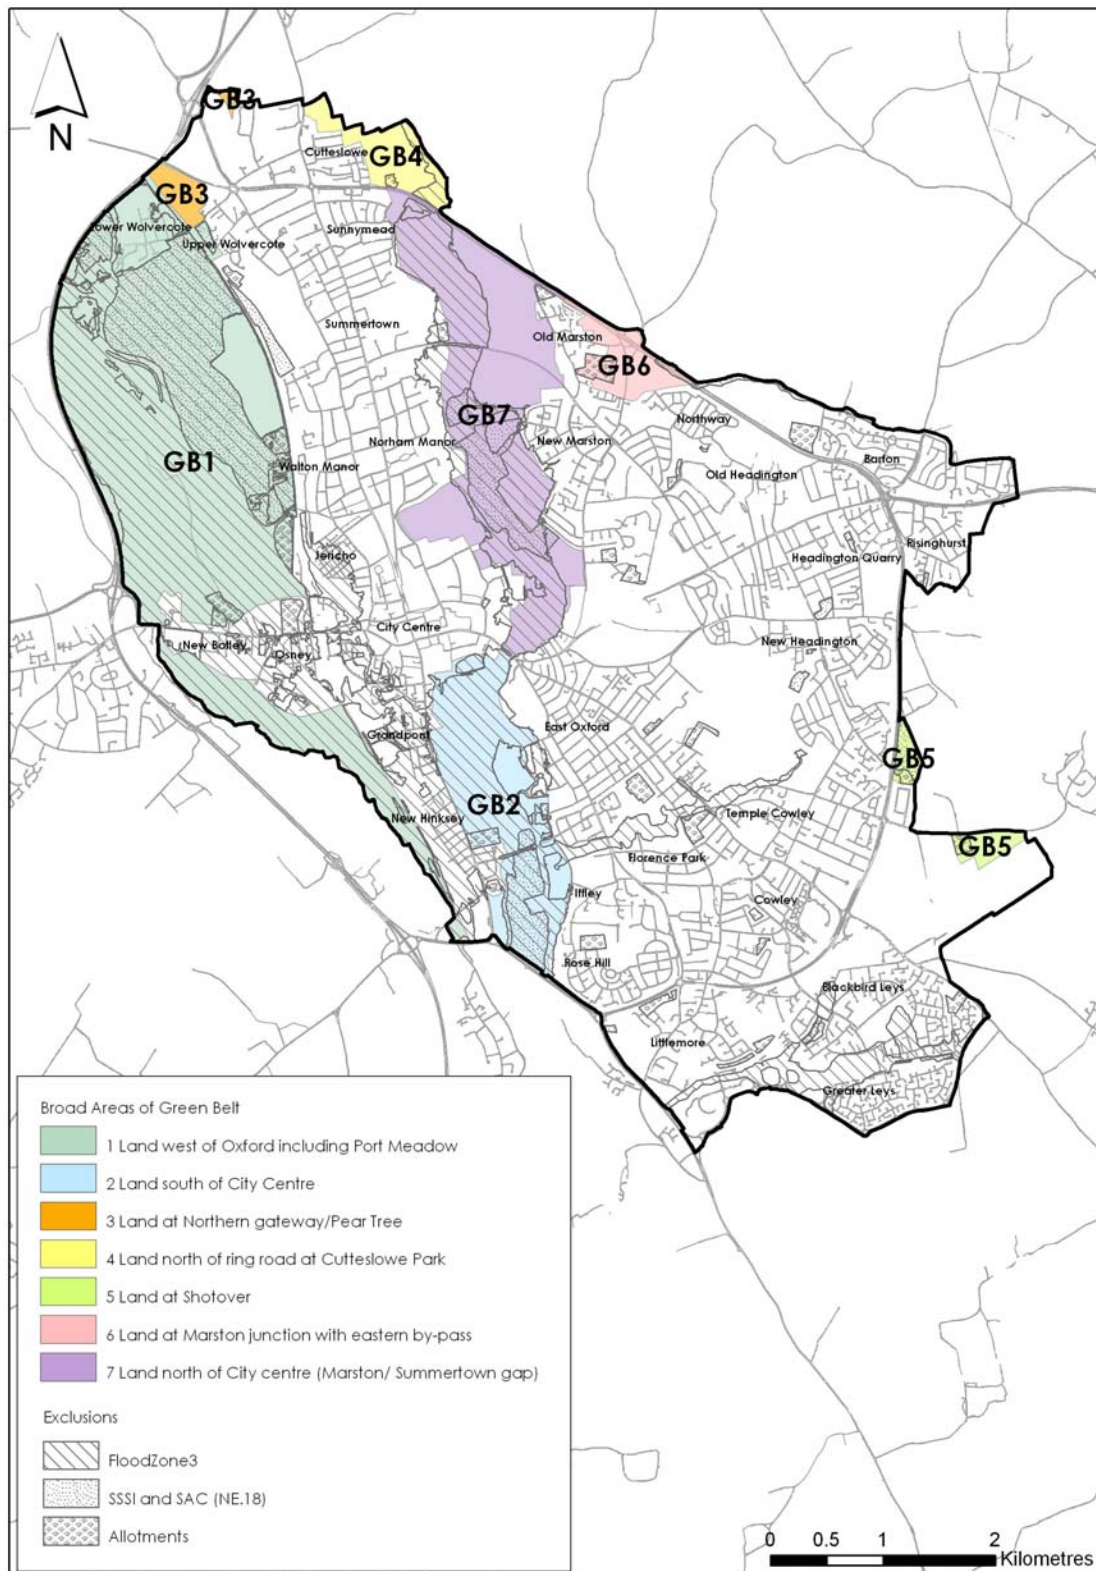 N
GB3
Cutteslowe
GB4
GB3
Lower Wolvercote
Upper Wolvercote
Sunnymead
Summertown
Old Marston
GB6
GB7
Northway
Norham Manor
New Marston
GB1
Walton Manor
Old Headington
Barton
Jericho
Headington Quarry
Risinghurst
City Centre
New Botley
Osney
New Headington
East Oxford
Grandpont
GB5
GB2
New Hinksey
Temple Cowley
GB5
Florence Park
Iffley
Cowley
Rose Hill
Blackbird Leys
Littlemore
Greater Leys
Broad Areas of Green Belt
1 Land west of Oxford including Port Meadow
2 Land south of City Centre
3 Land at Northern gateway/Pear Tree
4 Land north of ring road at Cutteslowe Park
5 Land at Shotover
6 Land at Marston junction with eastern by-pass
7 Land north of City centre (Marston/ Summertown gap)
Exclusions
FloodZone3
SSSI and SAC (NE.18)
Allotments
0 0.5 1 2
Kilometres